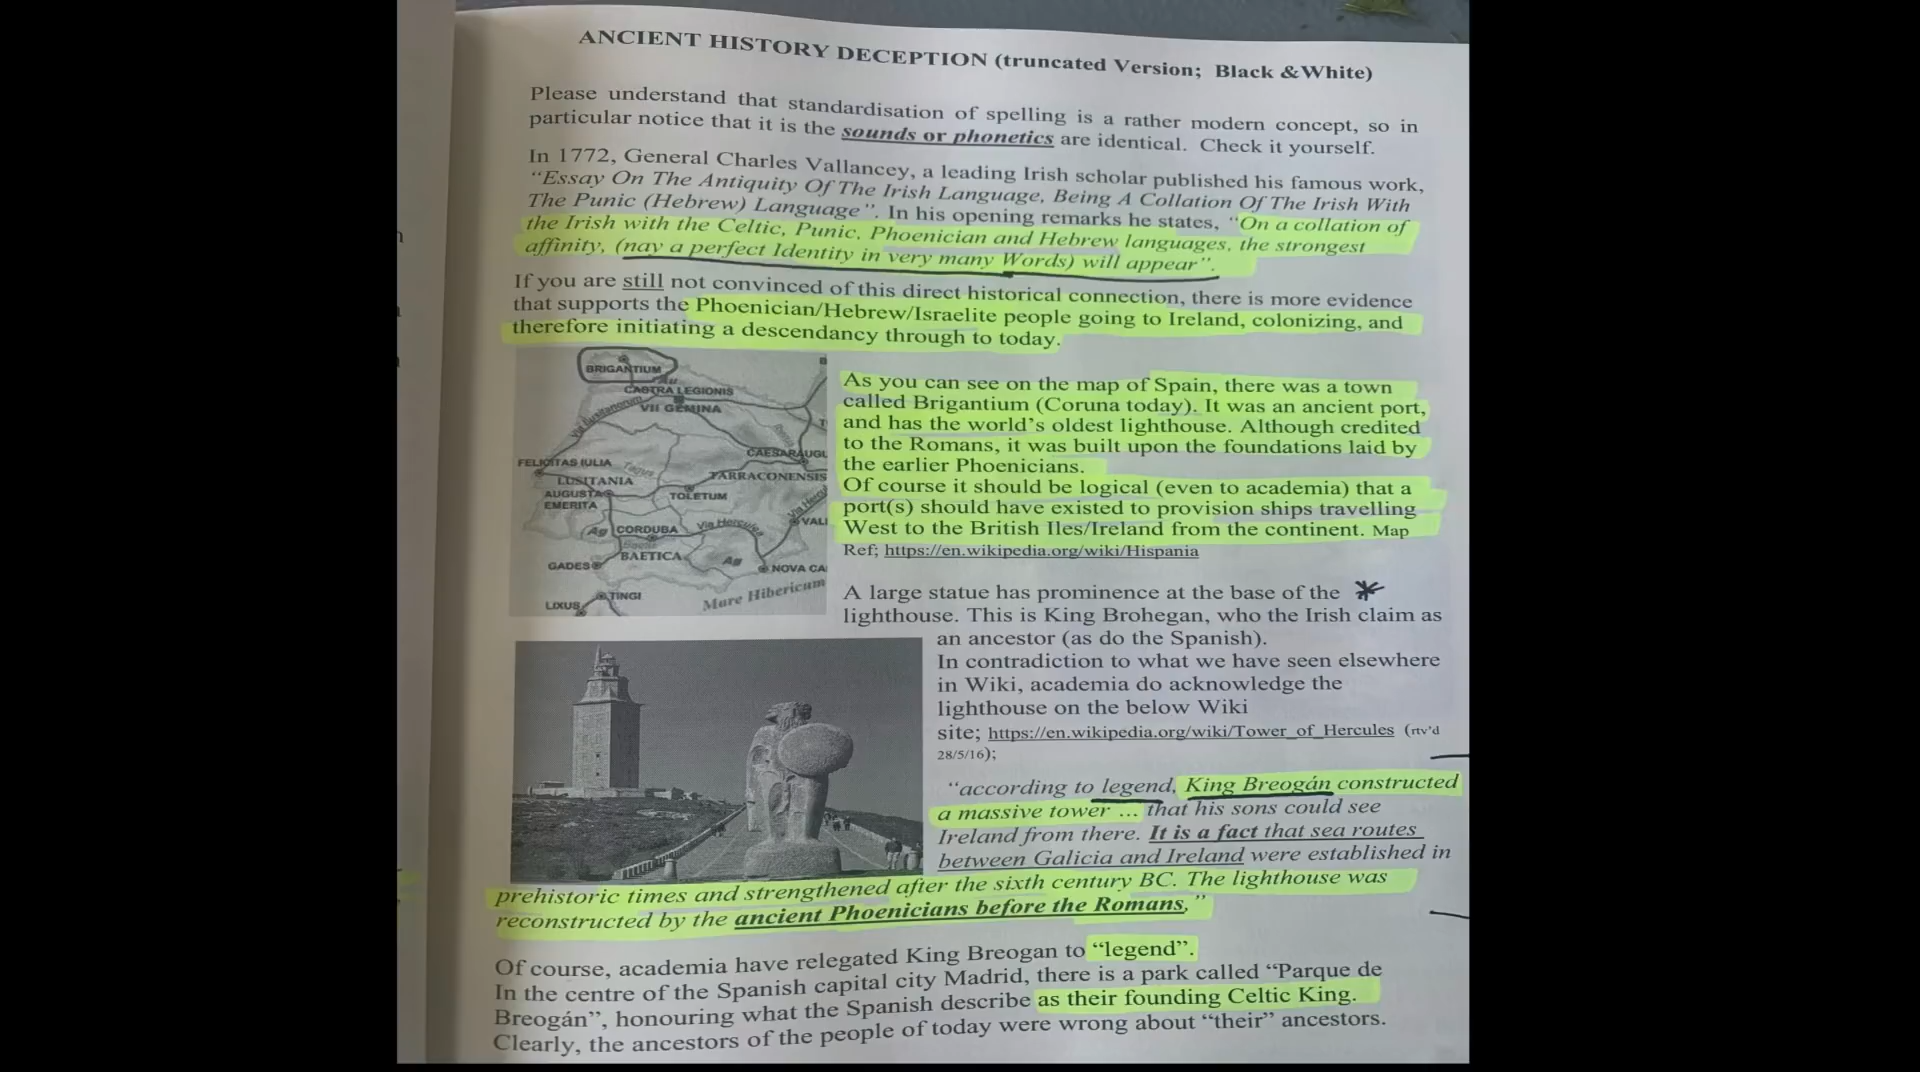 ANCIENT HISTORY DECEPTION (truncated Version; Black &White)
Please understand that standardisation of spelling is a rather modern concept, so in
particular notice that it is the sounds or phonetics are identical. Check it yourself.
In 1772, General Charles Vallancey, a leading Irish scholar published his famous work,
“Essay On The Antiquity Of The Irish Language, Being A Collation Of The Irish With
The Punic (Hebrew) Language”. In his opening remarks he states, “On a collation of
the Irish with the Celtic, Punic, Phoenician and Hebrew languages, the strongest
affinity, (nay a perfect Identity in very many Words) will appear”.
If you are still not convinced of this direct historical connection, there is more evidence
that supports the Phoenician/Hebrew/Israelite people going to Ireland, colonizing, and
therefore initiating a descendancy through to today.
BRIGANTIUM
Au
CASTRA LEGIONIS
VII GEMINA
CAESARAUGU
FELICITAS IULIA
Tagus
LUSITANIA
TARRACONENSIS
AUGUSTA
EMERITA
TOLETUM
Ag
CORDUBA
Via Hercules
VALE
BAETICA
Ag
GADES
NOVA CA
TINGI
LIXUS
Mare Hibericum
As you can see on the map of Spain, there was a town
called Brigantium (Coruna today). It was an ancient port,
and has the world’s oldest lighthouse. Although credited
to the Romans, it was built upon the foundations laid by
the earlier Phoenicians.
Of course it should be logical (even to academia) that a
port(s) should have existed to provision ships travelling
West to the British Iles/Ireland from the continent. Map
Ref; https://en.wikipedia.org/wiki/Hispania
A large statue has prominence at the base of the
lighthouse. This is King Brohegan, who the Irish claim as
an ancestor (as do the Spanish).
In contradiction to what we have seen elsewhere
in Wiki, academia do acknowledge the
lighthouse on the below Wiki
site; https://en.wikipedia.org/wiki/Tower_of_Hercules (rtv’d
28/5/16);
“according to legend, King Breogán constructed
a massive tower ... that his sons could see
Ireland from there. It is a fact that sea routes
between Galicia and Ireland were established in
prehistoric times and strengthened after the sixth century BC. The lighthouse was
reconstructed by the ancient Phoenicians before the Romans,”
Of course, academia have relegated King Breogan to “legend”.
In the centre of the Spanish capital city Madrid, there is a park called “Parque de
Breogán”, honouring what the Spanish describe as their founding Celtic King.
Clearly, the ancestors of the people of today were wrong about “their” ancestors.